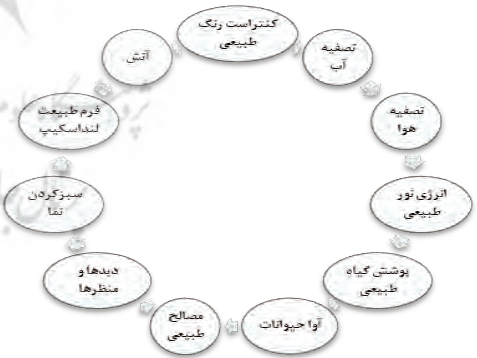 کنتراست رنگ
طبیعی
تصفیه
آب
تصفیه
هوا
انرژی نور
طبیعی
پوشش گیاه
طبیعی
آوا حیوانات
مصالح
طبیعی
دیدها و
منظرها
سبزکردن
نما
فرم طبیعت
لنداسکیپ
آتش